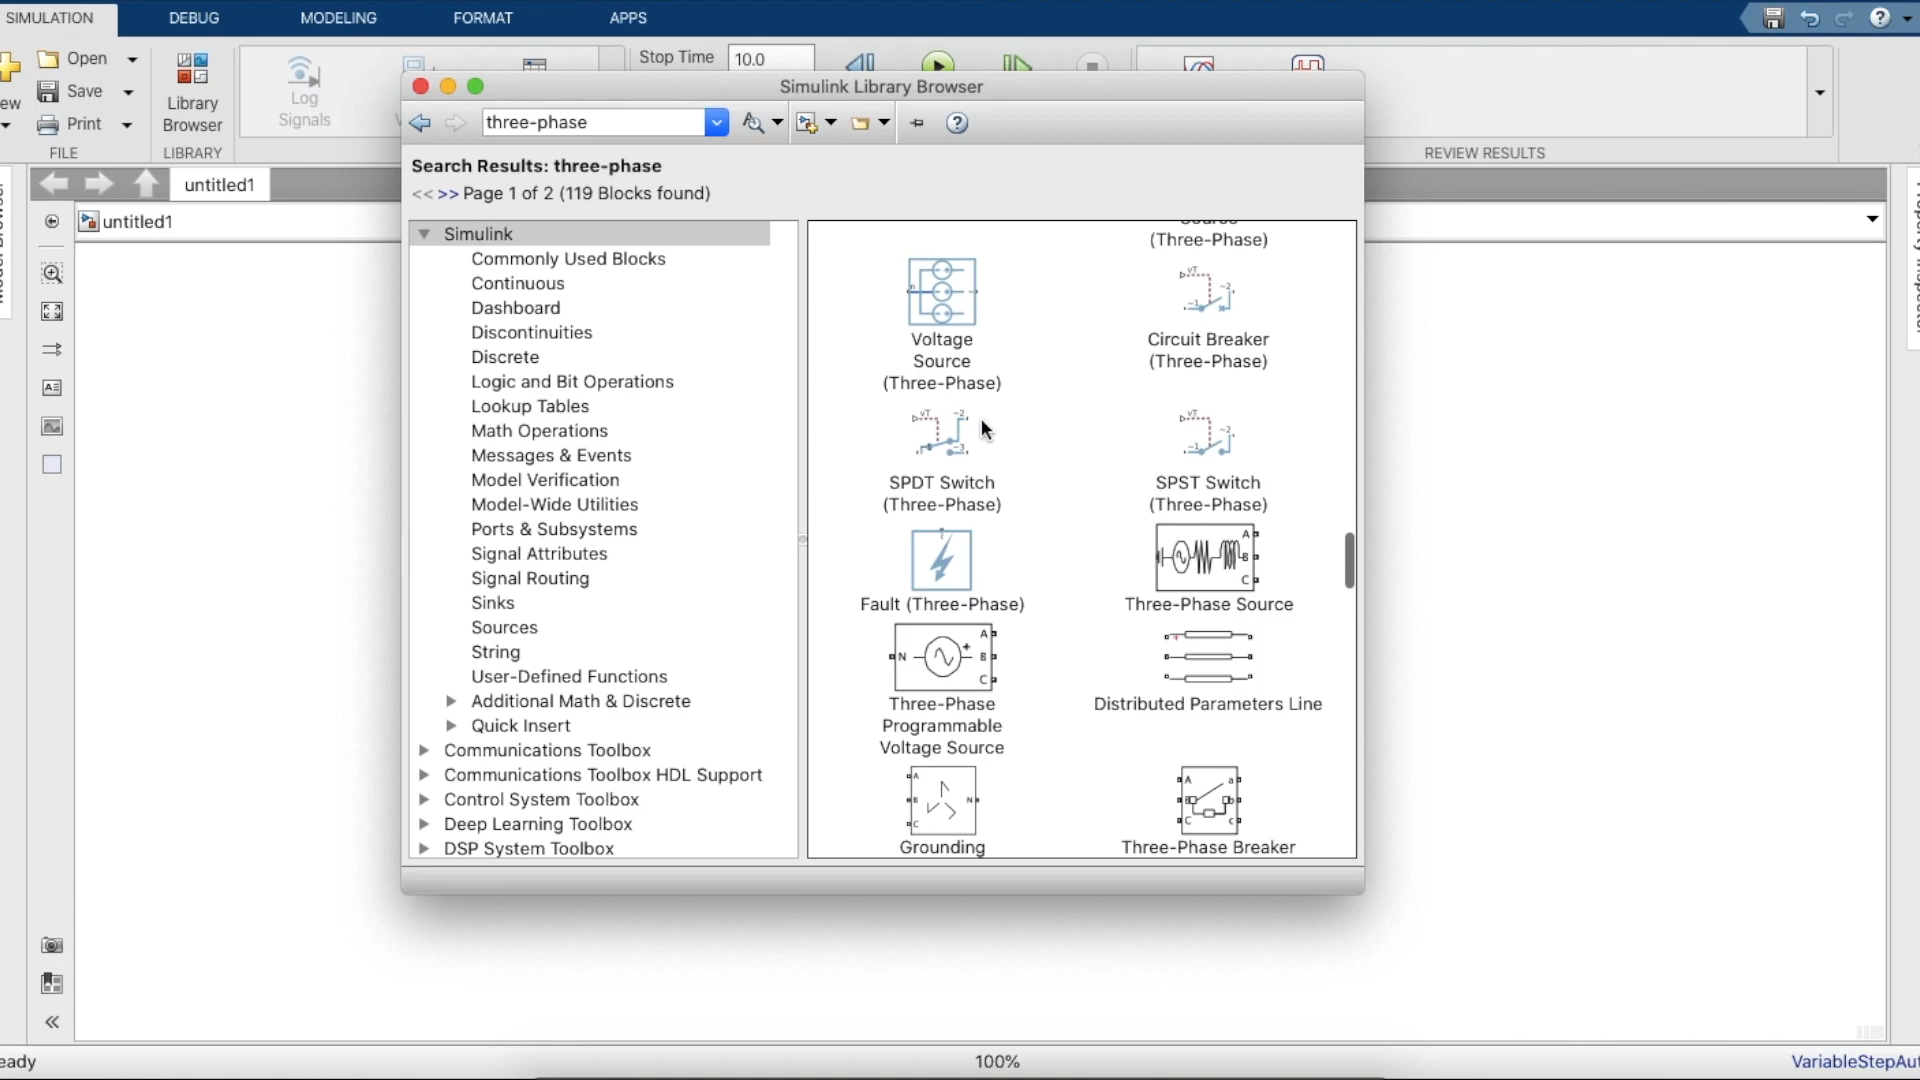 SIMULATION
DEBUG
MODELING
FORMAT
APPS
Open
Save
Print
FILE
Library
Browser
LIBRARY
Log
Signals
Stop Time
10.0
REVIEW RESULTS
Simulink Library Browser
three-phase
Search Results: three-phase
<< >> Page 1 of 2 (119 Blocks found)
untitled1
untitled1
Simulink
Commonly Used Blocks
Continuous
Dashboard
Discontinuities
Discrete
Logic and Bit Operations
Lookup Tables
Math Operations
Messages & Events
Model Verification
Model-Wide Utilities
Ports & Subsystems
Signal Attributes
Signal Routing
Sinks
Sources
String
User-Defined Functions
Additional Math & Discrete
Quick Insert
Communications Toolbox
Communications Toolbox HDL Support
Control System Toolbox
Deep Learning Toolbox
DSP System Toolbox
(Three-Phase)
Voltage
Source
(Three-Phase)
Circuit Breaker
(Three-Phase)
SPDT Switch
(Three-Phase)
SPST Switch
(Three-Phase)
Fault (Three-Phase)
A
B
C
Three-Phase Source
N
A
B
C
Three-Phase
Programmable
Voltage Source
Distributed Parameters Line
A
B
C
N
Grounding
A
B
C
a
b
c
Three-Phase Breaker
100%
VariableStepAut